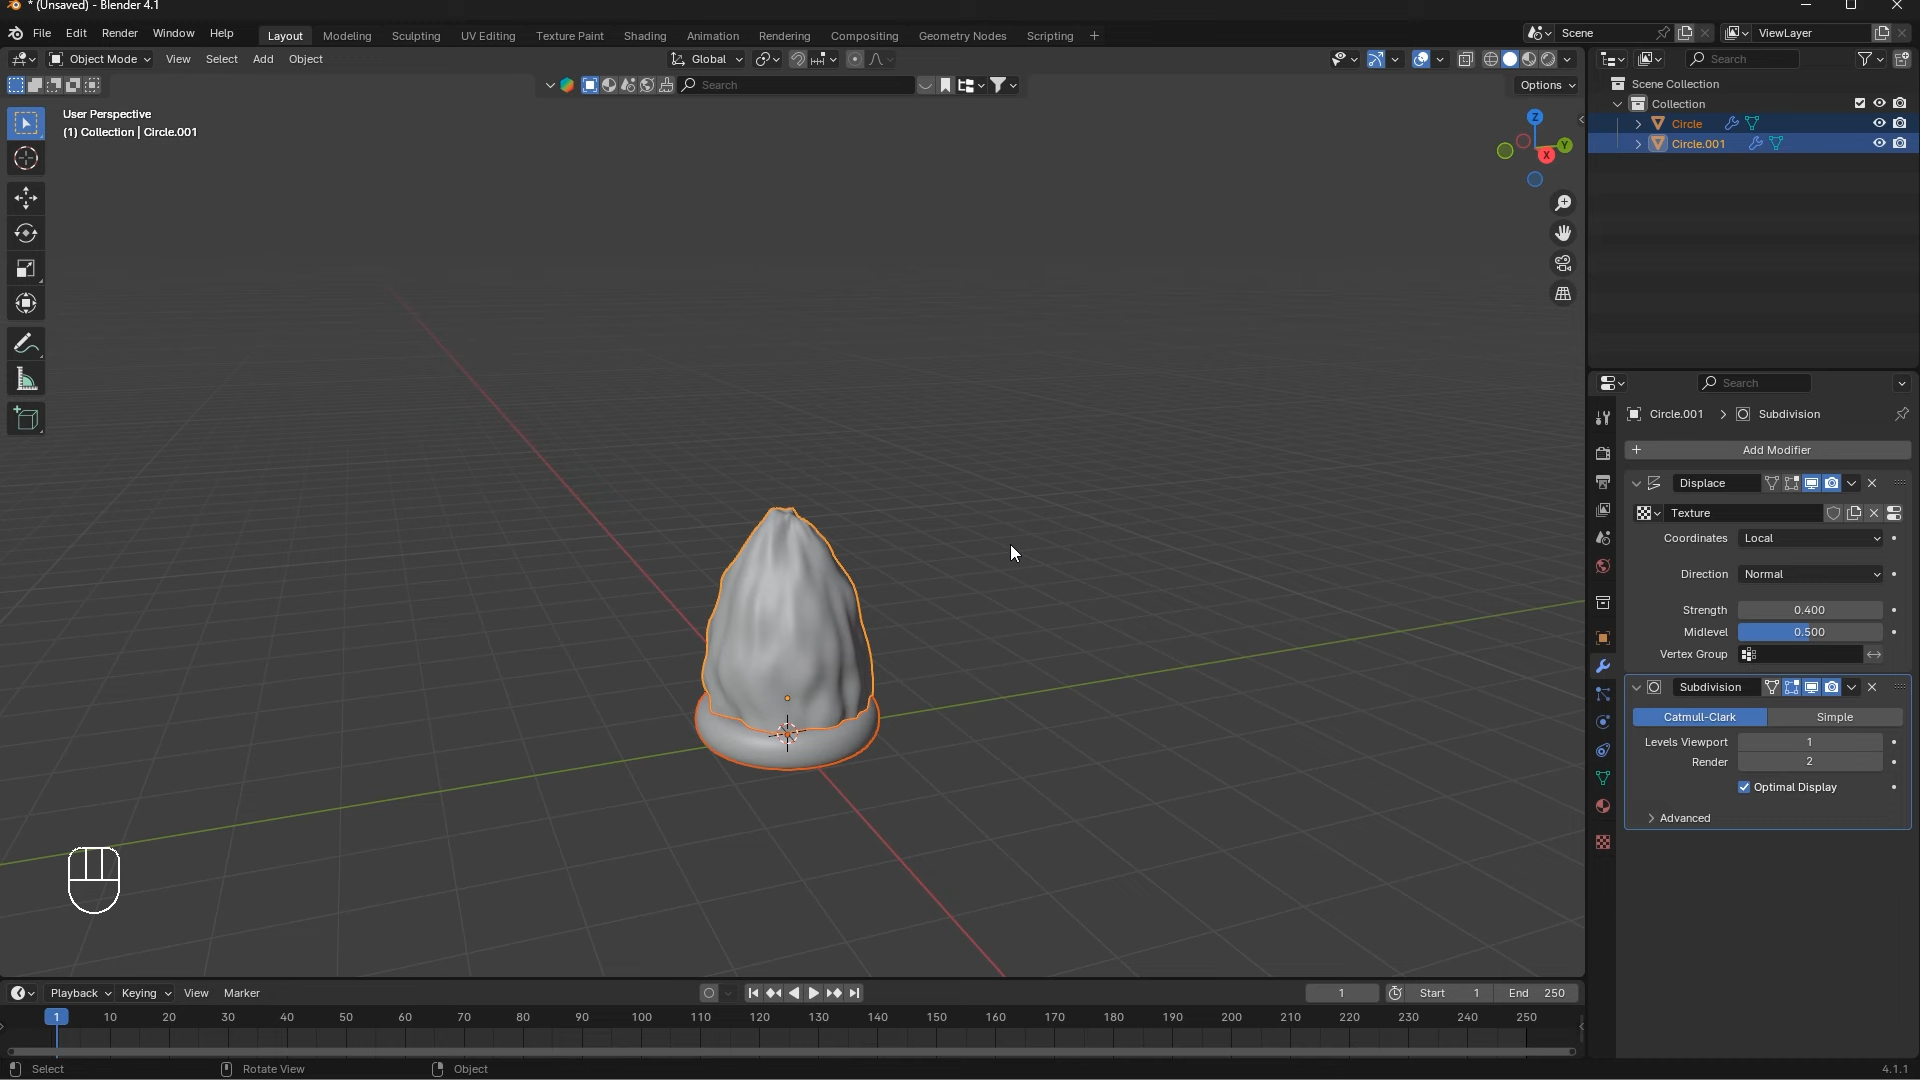 * (Unsaved) - Blender 4.1
File Edit Render Window Help Layout Modeling Sculpting UV Editing Texture Paint Shading Animation Rendering Compositing Geometry Nodes Scripting + Scene ViewLayer
Object Mode View Select Add Object Global Search
Search Options
User Perspective
(1) Collection | Circle.001
Z
Y
X
Scene Collection
Collection
Circle
Circle.001
Search
Circle.001 > Subdivision
+ Add Modifier
Displace
Texture
Coordinates Local
Direction Normal
Strength 0.400
Midlevel 0.500
Vertex Group
Subdivision
Catmull-Clark Simple
Levels Viewport 1
Render 2
Optimal Display
Advanced
Playback Keying View Marker 1 Start 1 End 250
1 10 20 30 40 50 60 70 80 90 100 110 120 130 140 150 160 170 180 190 200 210 220 230 240 250
Select Rotate View Object 4.1.1